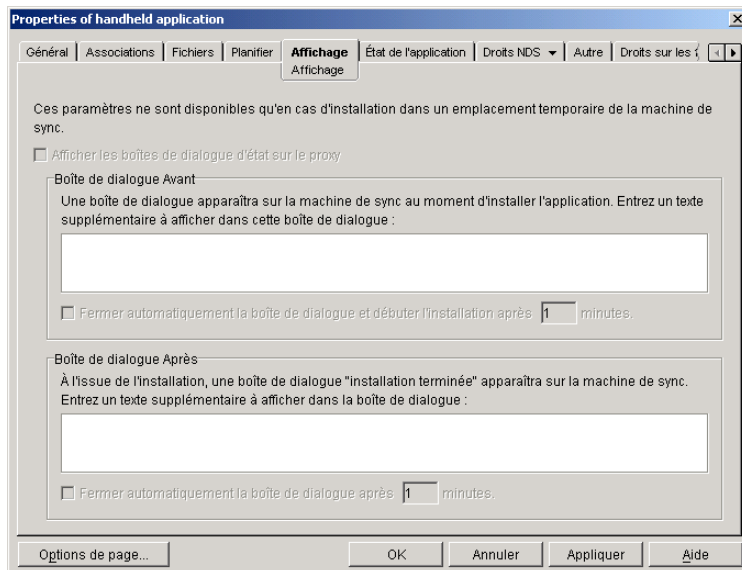 Properties of handheld application
Général Associations Fichiers Planifier Affichage État de l'application Droits NDS Autre Droits sur les
Affichage
Ces paramètres ne sont disponibles qu'en cas d'installation dans un emplacement temporaire de la machine de
sync.
Afficher les boîtes de dialogue d'état sur le proxy
Boîte de dialogue Avant
Une boîte de dialogue apparaîtra sur la machine de sync au moment d'installer l'application. Entrez un texte
supplémentaire à afficher dans cette boîte de dialogue :
Fermer automatiquement la boîte de dialogue et débuter l'installation après 1 minutes.
Boîte de dialogue Après
À l'issue de l'installation, une boîte de dialogue "installation terminée" apparaîtra sur la machine de sync.
Entrez un texte supplémentaire à afficher dans la boîte de dialogue :
Fermer automatiquement la boîte de dialogue après 1 minutes.
Options de page... OK Annuler Appliquer Aide